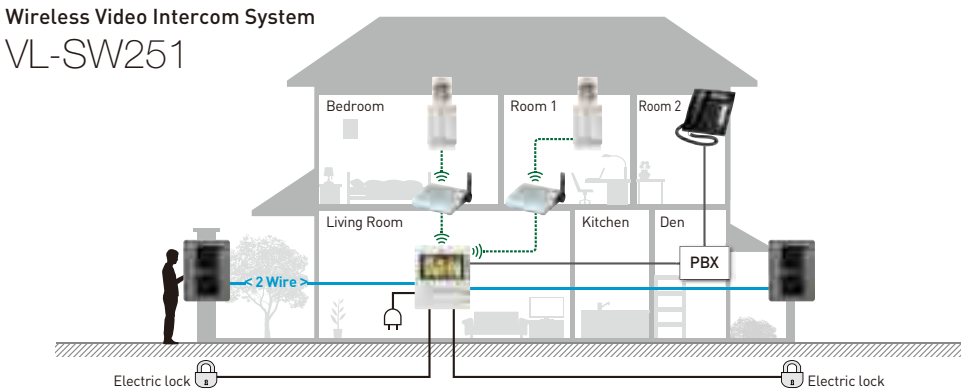 Wireless Video Intercom System
VL-SW251
Bedroom
Room 1
Room 2
Living Room
Kitchen
Den
PBX
< 2 Wire >
Electric lock
Electric lock